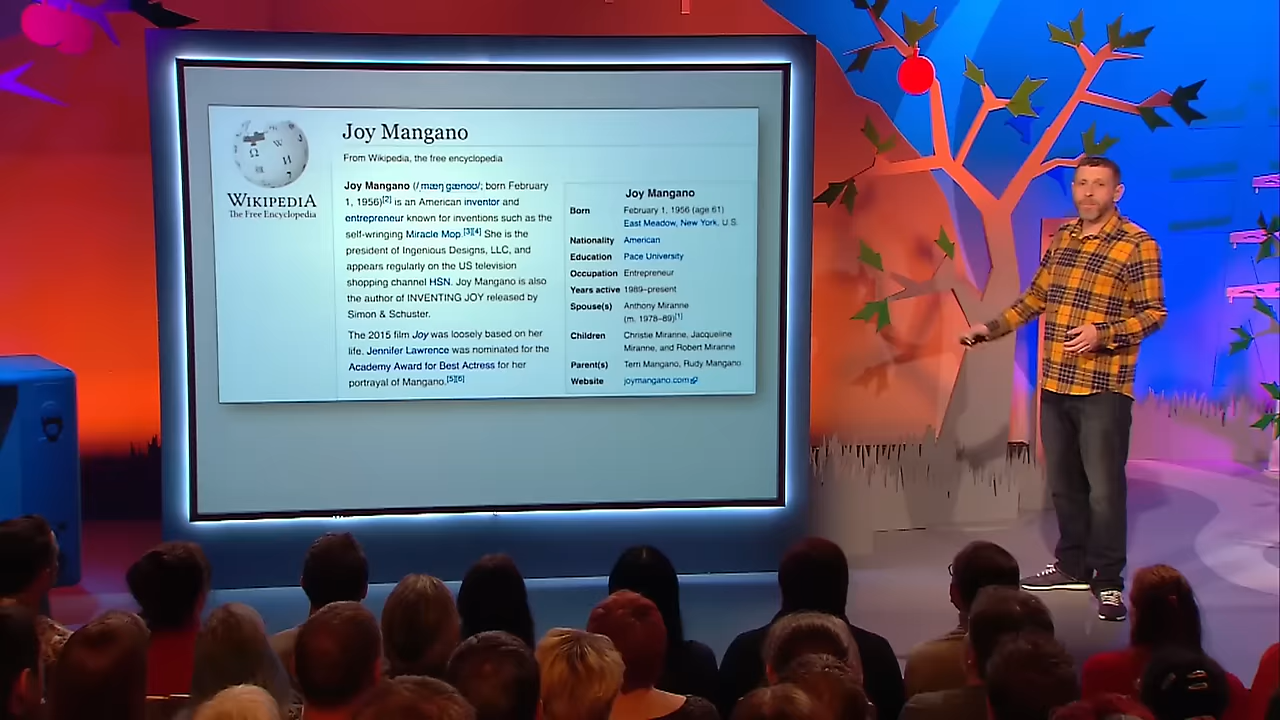 Joy Mangano
From Wikipedia, the free encyclopedia
WIKIPEDIA
The Free Encyclopedia
Joy Mangano (/ˈmæŋɡænoʊ/; born February
1, 1956)[2] is an American inventor and
entrepreneur known for inventions such as the
self-wringing Miracle Mop.[3][4] She is the
president of Ingenious Designs, LLC, and
appears regularly on the US television
shopping channel HSN. Joy Mangano is also
the author of INVENTING JOY released by
Simon & Schuster.
The 2015 film Joy was loosely based on her
life. Jennifer Lawrence was nominated for the
Academy Award for Best Actress for her
portrayal of Mangano.[5][6]
Joy Mangano
Born February 1, 1956 (age 61)
East Meadow, New York, U.S.
Nationality American
Education Pace University
Occupation Entrepreneur
Years active 1989–present
Spouse(s) Anthony Miranne
(m. 1978–89)[1]
Children Christie Miranne, Jacqueline
Miranne, and Robert Miranne
Parent(s) Terri Mangano, Rudy Mangano
Website joymangano.com